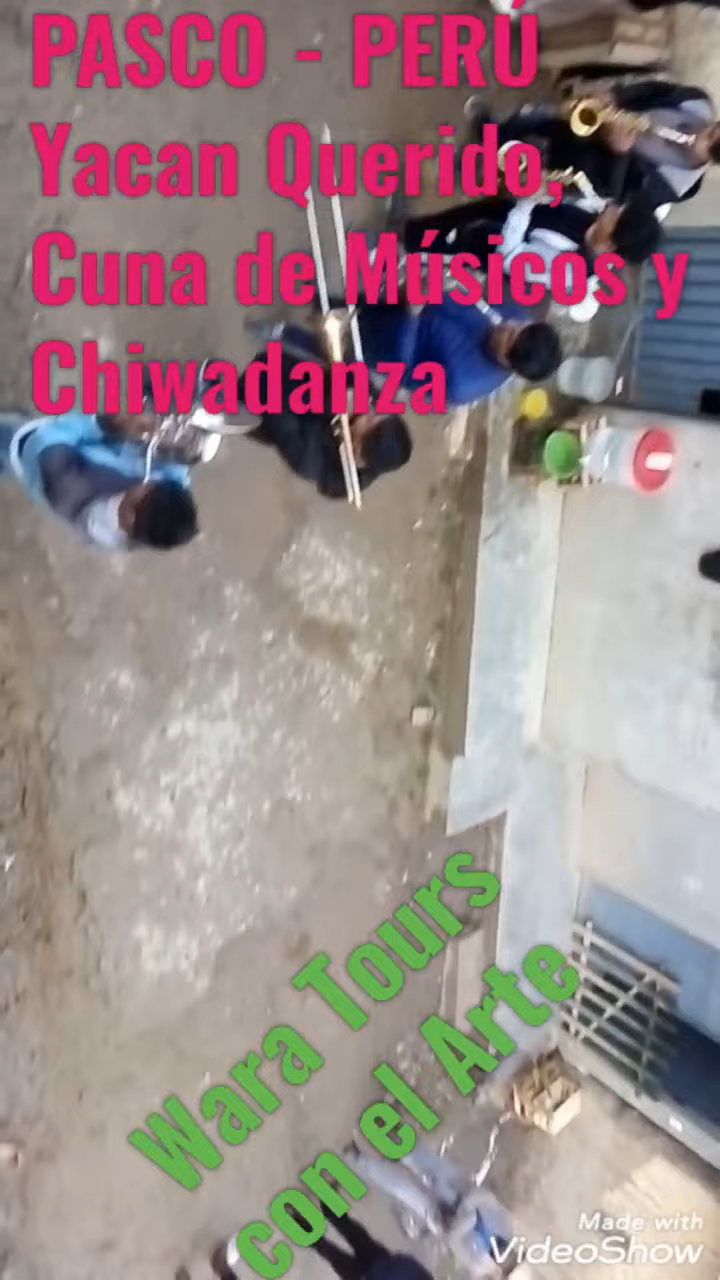 PASCO - PERÚ
Yacan Querido,
Cuna de Músicos y
Chiwadanza
Wara Tours
con el Arte
Made with
VideoShow